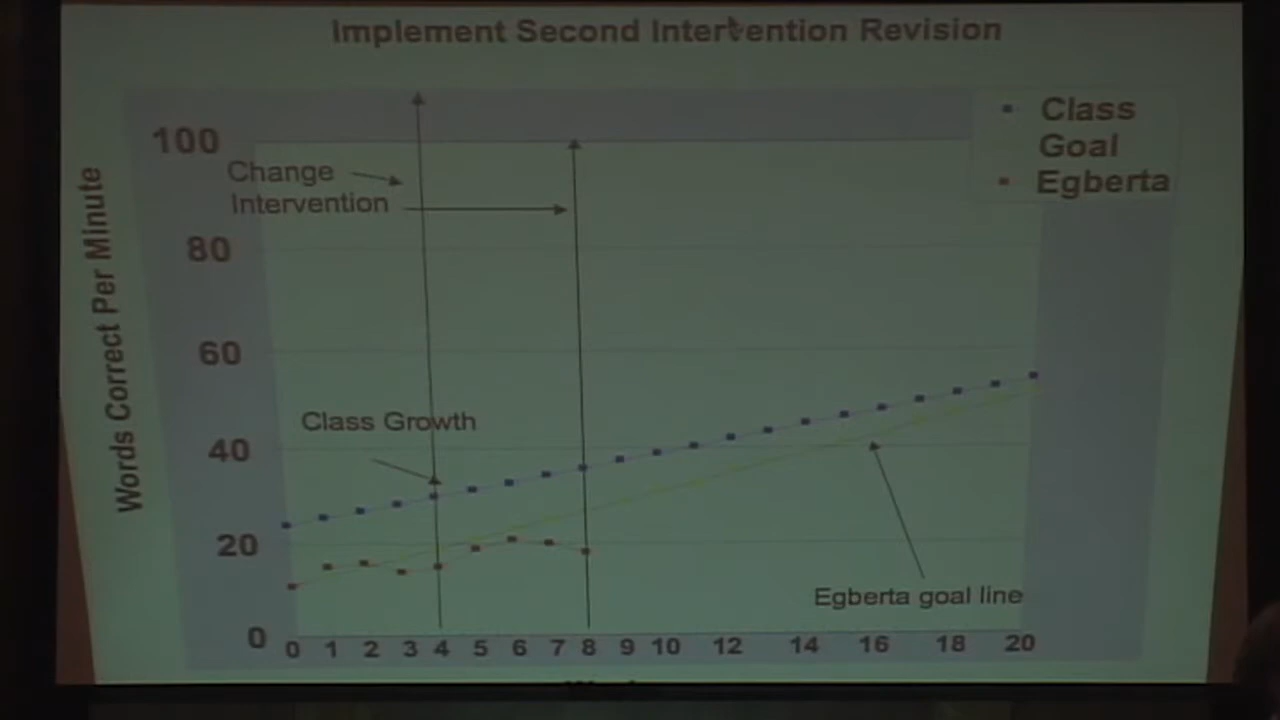 Implement Second Intervention Revision
Class
Goal
Egberta
100
80
60
40
20
0
Words Correct Per Minute
Change
Intervention
Class Growth
Egberta goal line
0 1 2 3 4 5 6 7 8 9 10 12 14 16 18 20